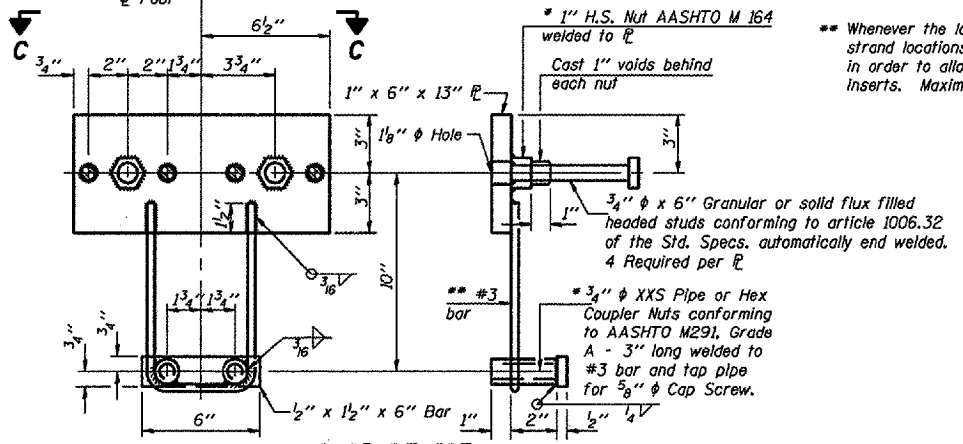 ℄ Post
C
C
6½"
¾"
2"
2"
1¾"
3¾"
* 1" H.S. Nut AASHTO M 164
welded to ℞
Cast 1" voids behind
each nut
1" x 6" x 13" ℞
1⅛" ϕ Hole
3"
3"
3"
1½"
3/16
10"
1"
¾" ϕ x 6" Granular or solid flux filled
headed studs conforming to article 1006.32
of the Std. Specs. automatically end welded.
4 Required per ℞
** #3
bar
* ¾" ϕ XXS Pipe or Hex
Coupler Nuts conforming
to AASHTO M291, Grade
A - 3" long welded to
#3 bar and tap pipe
for ⅝" ϕ Cap Screw.
1¾"
1¾"
¾"
¾"
3/16
6"
½" x 1½" x 6" Bar
1"
2"
½"
¼
** Whenever the
strand locations
in order to
inserts. Maxim